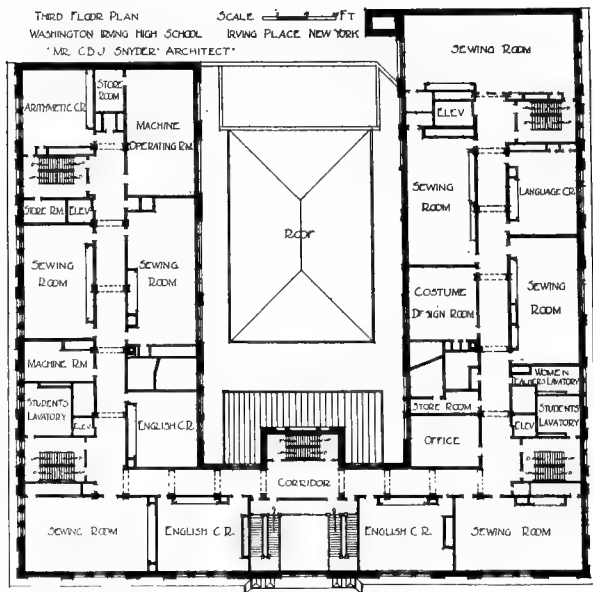 THIRD FLOOR PLAN
WASHINGTON IRVING HIGH SCHOOL
"MR. C.B.J. SNYDER" ARCHITECT"
SCALE FT
IRVING PLACE NEW YORK
ARITHMETIC C.R.
STORE
ROOM
MACHINE
OPERATING RM.
STORE RM.
ELEV
SEWING
ROOM
SEWING
ROOM
MACHINE RM
STUDENTS
LAVATORY
ELEV
ENGLISH C.R.
SEWING ROOM
ENGLISH C.R.
ROOF
CORRIDOR
ENGLISH C.R.
SEWING ROOM
SEWING ROOM
ELEV.
SEWING
ROOM
LANGUAGE C.R.
COSTUME
DESIGN ROOM
SEWING
ROOM
WOMEN
TEACHERS LAVATORY
STORE ROOM
OFFICE
ELEV
STUDENTS
LAVATORY